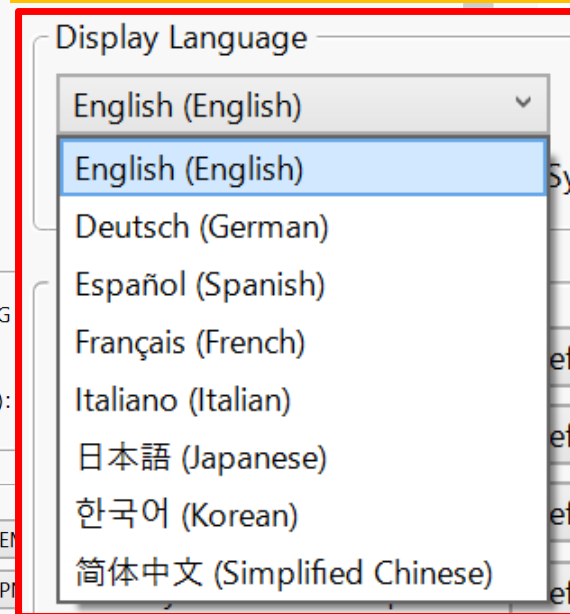 Display Language
English (English)
English (English)
Deutsch (German)
Español (Spanish)
Français (French)
Italiano (Italian)
日本語 (Japanese)
한국어 (Korean)
简体中文 (Simplified Chinese)